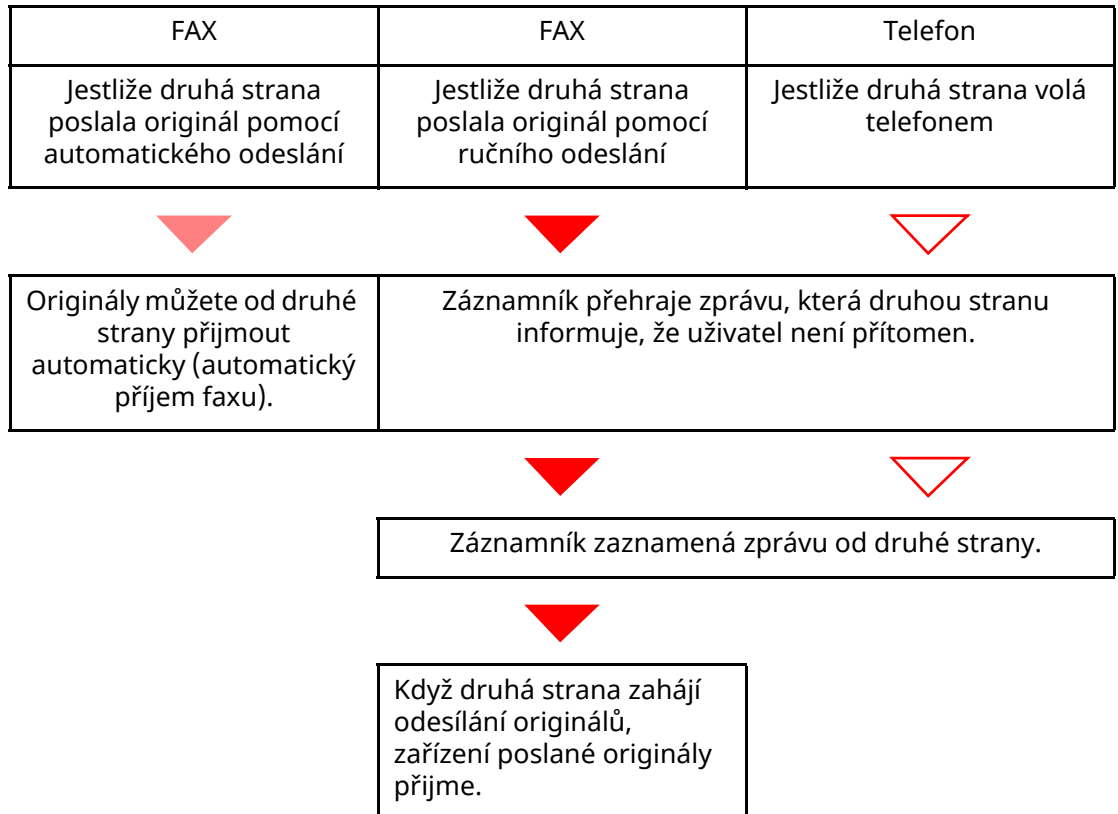 FAX
FAX
Telefon
Jestliže druhá strana
poslala originál pomocí
automatického odeslání
Jestliže druhá strana
poslala originál pomocí
ručního odeslání
Jestliže druhá strana volá
telefonem
Originály můžete od druhé
strany přijmout
automaticky (automatický
příjem faxu).
Záznamník přehraje zprávu, která druhou stranu
informuje, že uživatel není přítomen.
Záznamník zaznamená zprávu od druhé strany.
Když druhá strana zahájí
odesílání originálů,
zařízení poslané originály
přijme.